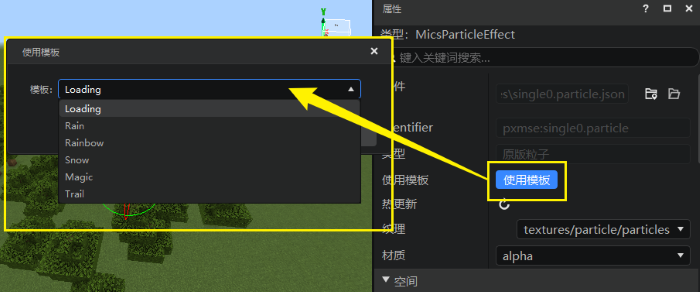 使用模板
模板：
Loading
Loading
Rain
Rainbow
Snow
Magic
Trail
属性
类型：MicsParticleEffect
键入关键词搜索...
件
-s\single0.particle.json
entifier
pxmse:single0.particle
类型
原版粒子
使用模板
使用模板
热更新
纹理
textures/particle/particles
材质
alpha
空间